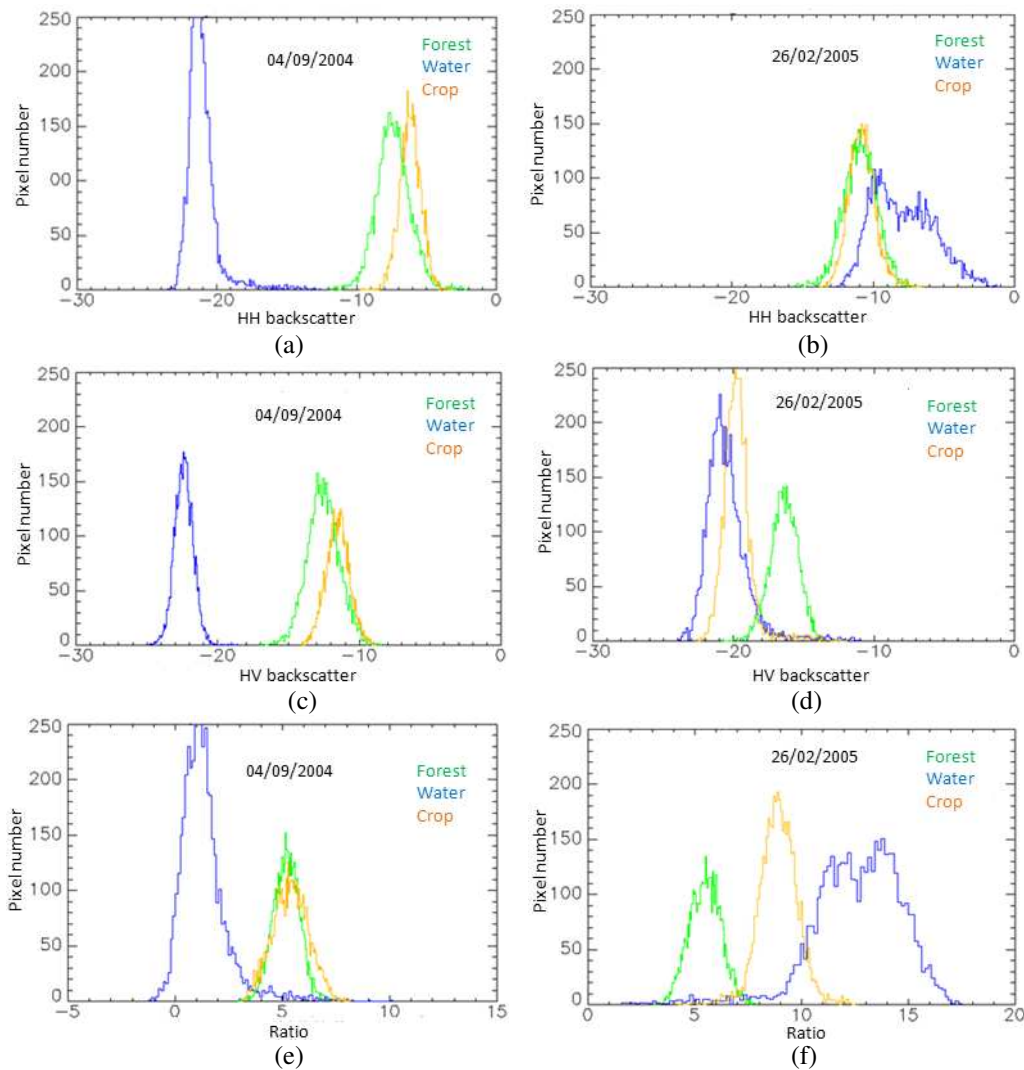 250
200
150
00
50
0
Pixel number
04/09/2004
Forest
Water
Crop
−30 −20 −10 0
HH backscatter
(a)
250
200
150
100
50
0
Pixel number
26/02/2005
Forest
Water
Crop
−30 −20 −10 0
HH backscatter
(b)
250
200
150
100
50
0
Pixel number
04/09/2004
Forest
Water
Crop
−30 −20 −10 0
HV backscatter
(c)
250
200
150
100
50
0
Pixel number
26/02/2005
Forest
Water
Crop
−30 −20 −10 0
HV backscatter
(d)
250
200
150
100
50
0
Pixel number
04/09/2004
Forest
Water
Crop
−5 0 5 10 15
Ratio
(e)
250
200
150
100
50
0
Pixel number
26/02/2005
Forest
Water
Crop
0 5 10 15 20
Ratio
(f)